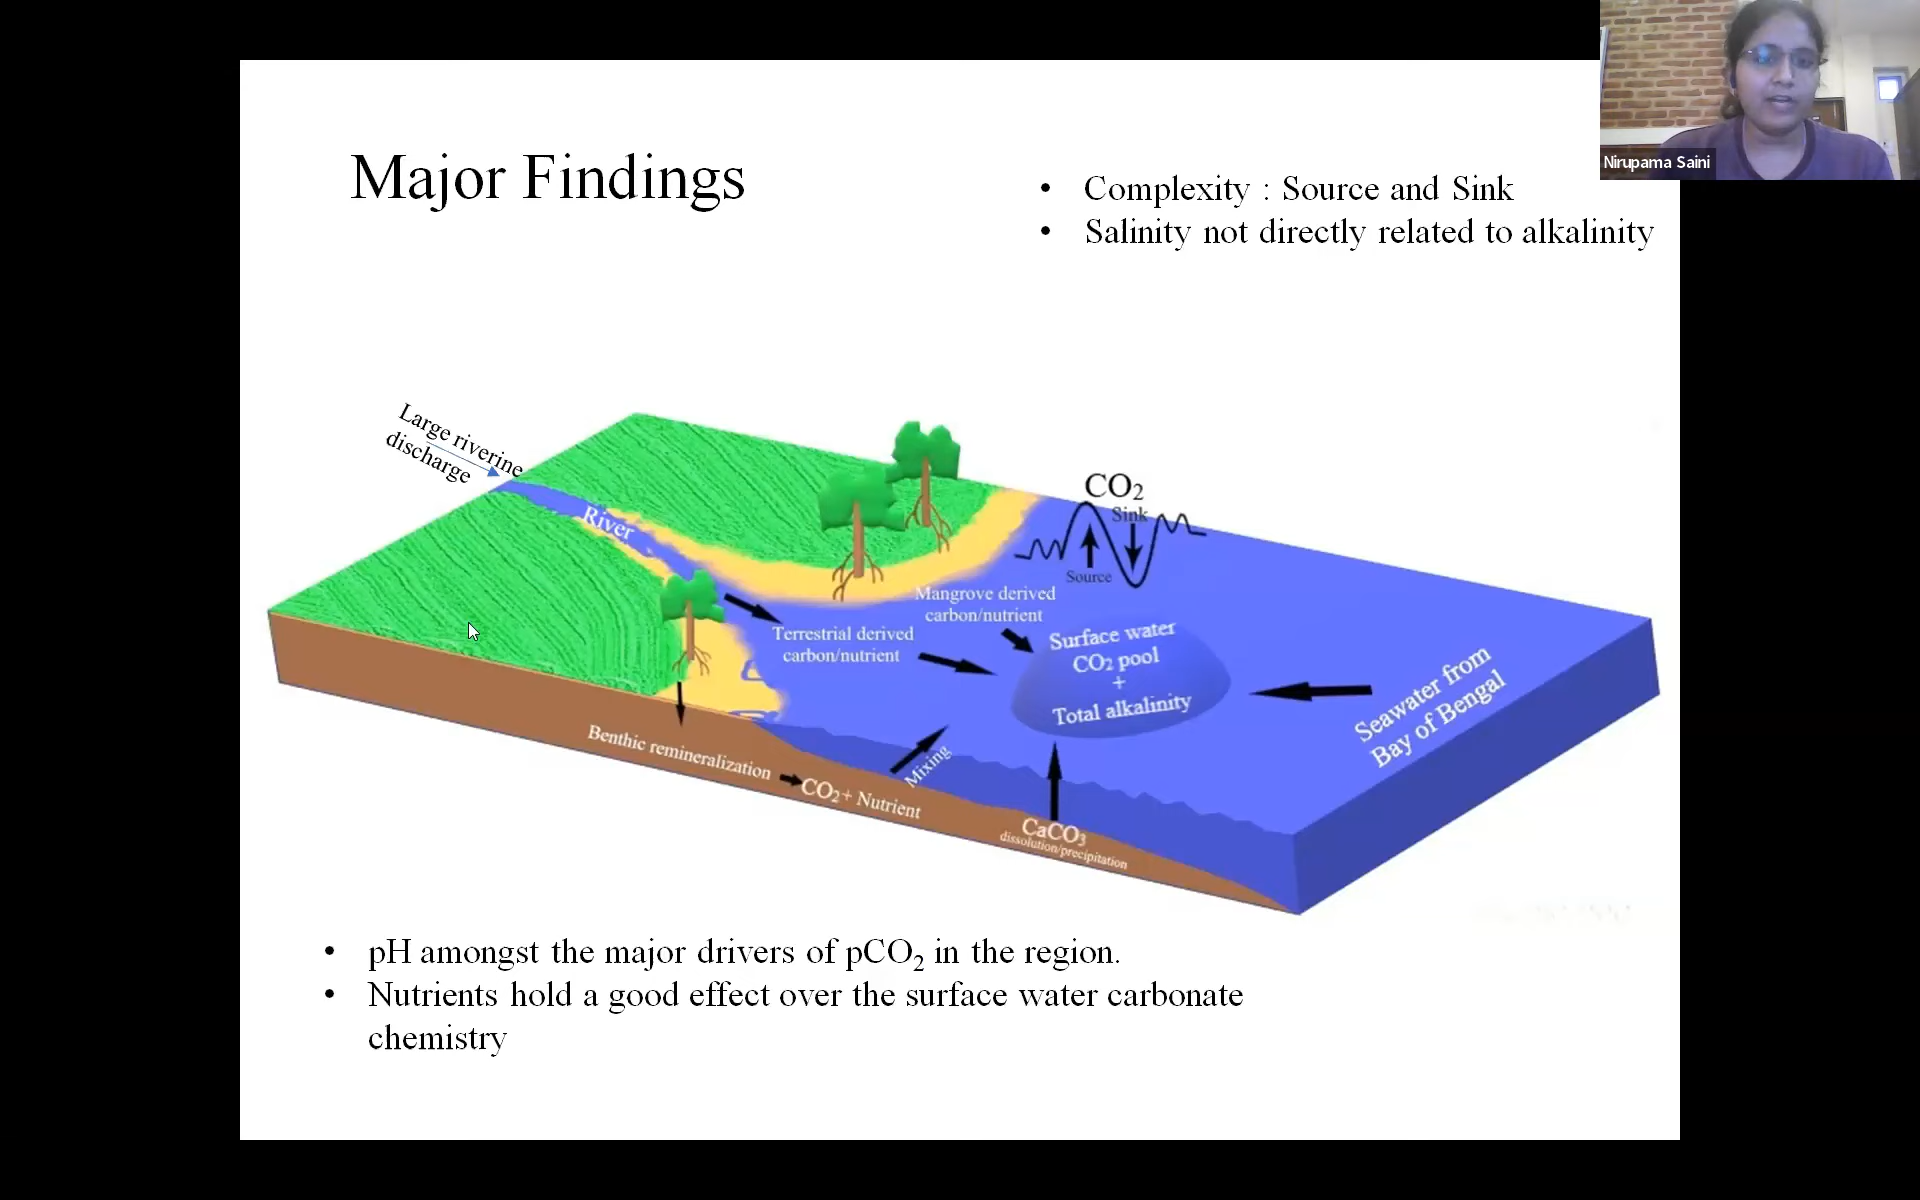 Nirupama Saini
Major Findings
• Complexity : Source and Sink
• Salinity not directly related to alkalinity
Large riverine
discharge
River
CO₂
Sink
Source
Mangrove derived
carbon/nutrient
Terrestrial derived
carbon/nutrient
Surface water
CO₂ pool
+
Total alkalinity
Seawater from
Bay of Bengal
Benthic remineralization
CO₂+ Nutrient
Mixing
CaCO₃
dissolution/precipitation
• pH amongst the major drivers of pCO₂ in the region.
• Nutrients hold a good effect over the surface water carbonate
chemistry